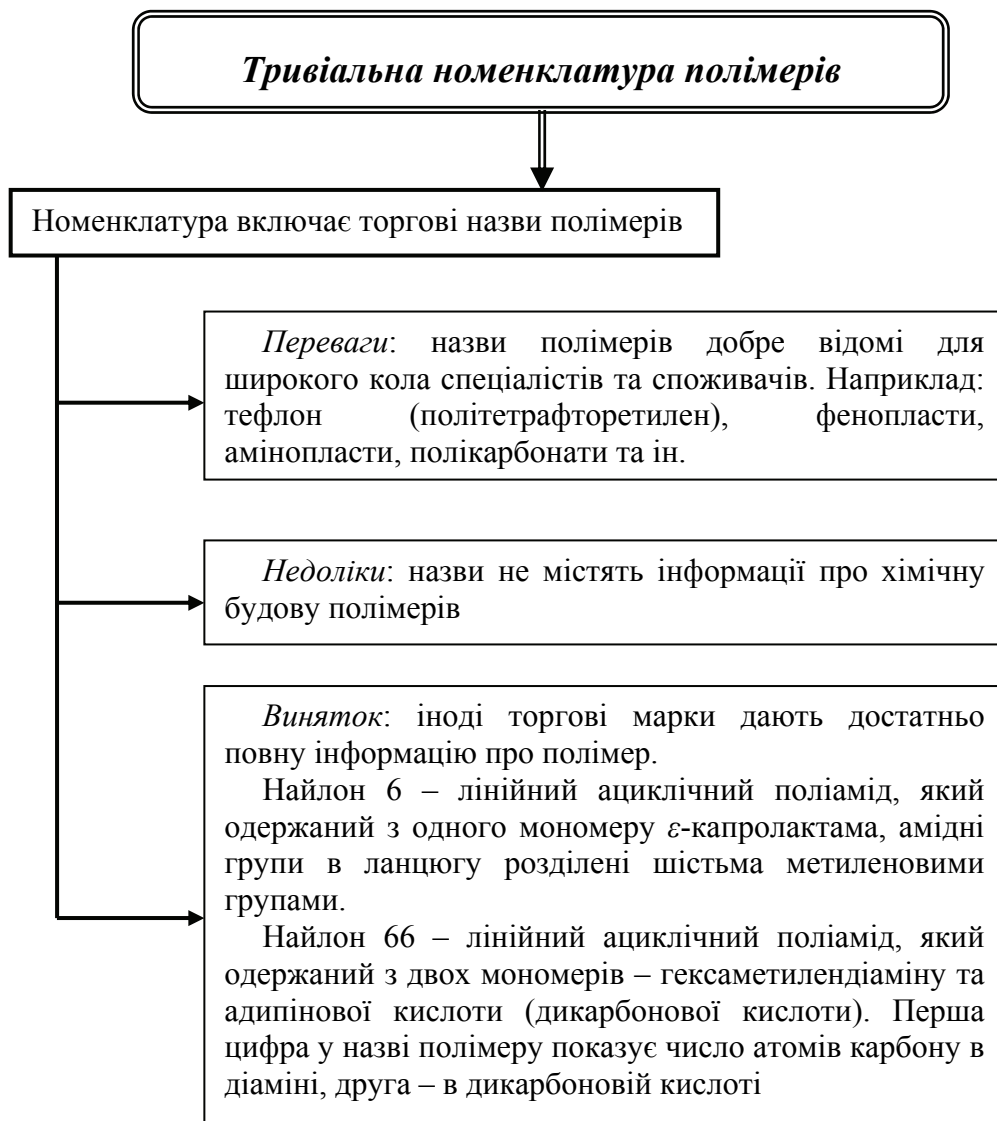 Тривіальна номенклатура полімерів
Номенклатура включає торгові назви полімерів
Переваги: назви полімерів добре відомі для
широкого кола спеціалістів та споживачів. Наприклад:
тефлон (політетрафторетилен), фенопласти,
амінопласти, полікарбонати та ін.
Недоліки: назви не містять інформації про хімічну
будову полімерів
Виняток: іноді торгові марки дають достатньо
повну інформацію про полімер.
Найлон 6 – лінійний ациклічний поліамід, який
одержаний з одного мономеру ε-капролактама, амідні
групи в ланцюгу розділені шістьма метиленовими
групами.
Найлон 66 – лінійний ациклічний поліамід, який
одержаний з двох мономерів – гексаметилендіаміну та
адипінової кислоти (дикарбонової кислоти). Перша
цифра у назві полімеру показує число атомів карбону в
діаміні, друга – в дикарбоновій кислоті